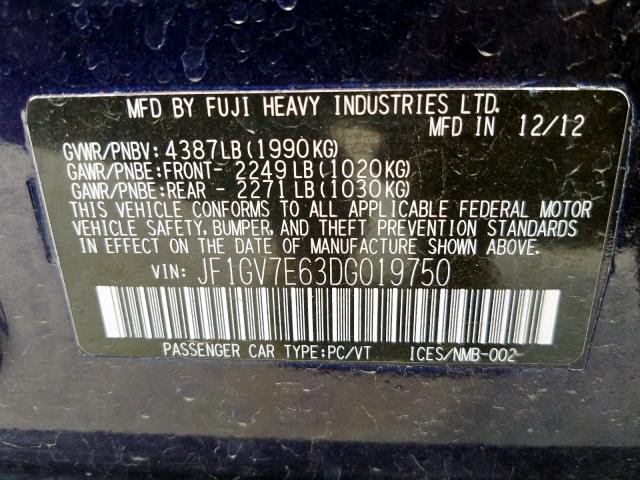 MFD BY FUJI HEAVY INDUSTRIES LTD.
MFD IN 12/12
GVWR/PNBV: 4387LB (1990KG)
GAWR/PNBE:FRONT- 2249LB (1020KG)
GAWR/PNBE:REAR - 2271LB (1030KG)
THIS VEHICLE CONFORMS TO ALL APPLICABLE FEDERAL MOTOR
VEHICLE SAFETY, BUMPER, AND THEFT PREVENTION STANDARDS
IN EFFECT ON THE DATE OF MANUFACTURE SHOWN ABOVE.
VIN: JF1GV7E63DG019750
PASSENGER CAR TYPE:PC/VT ICES/NMB-002